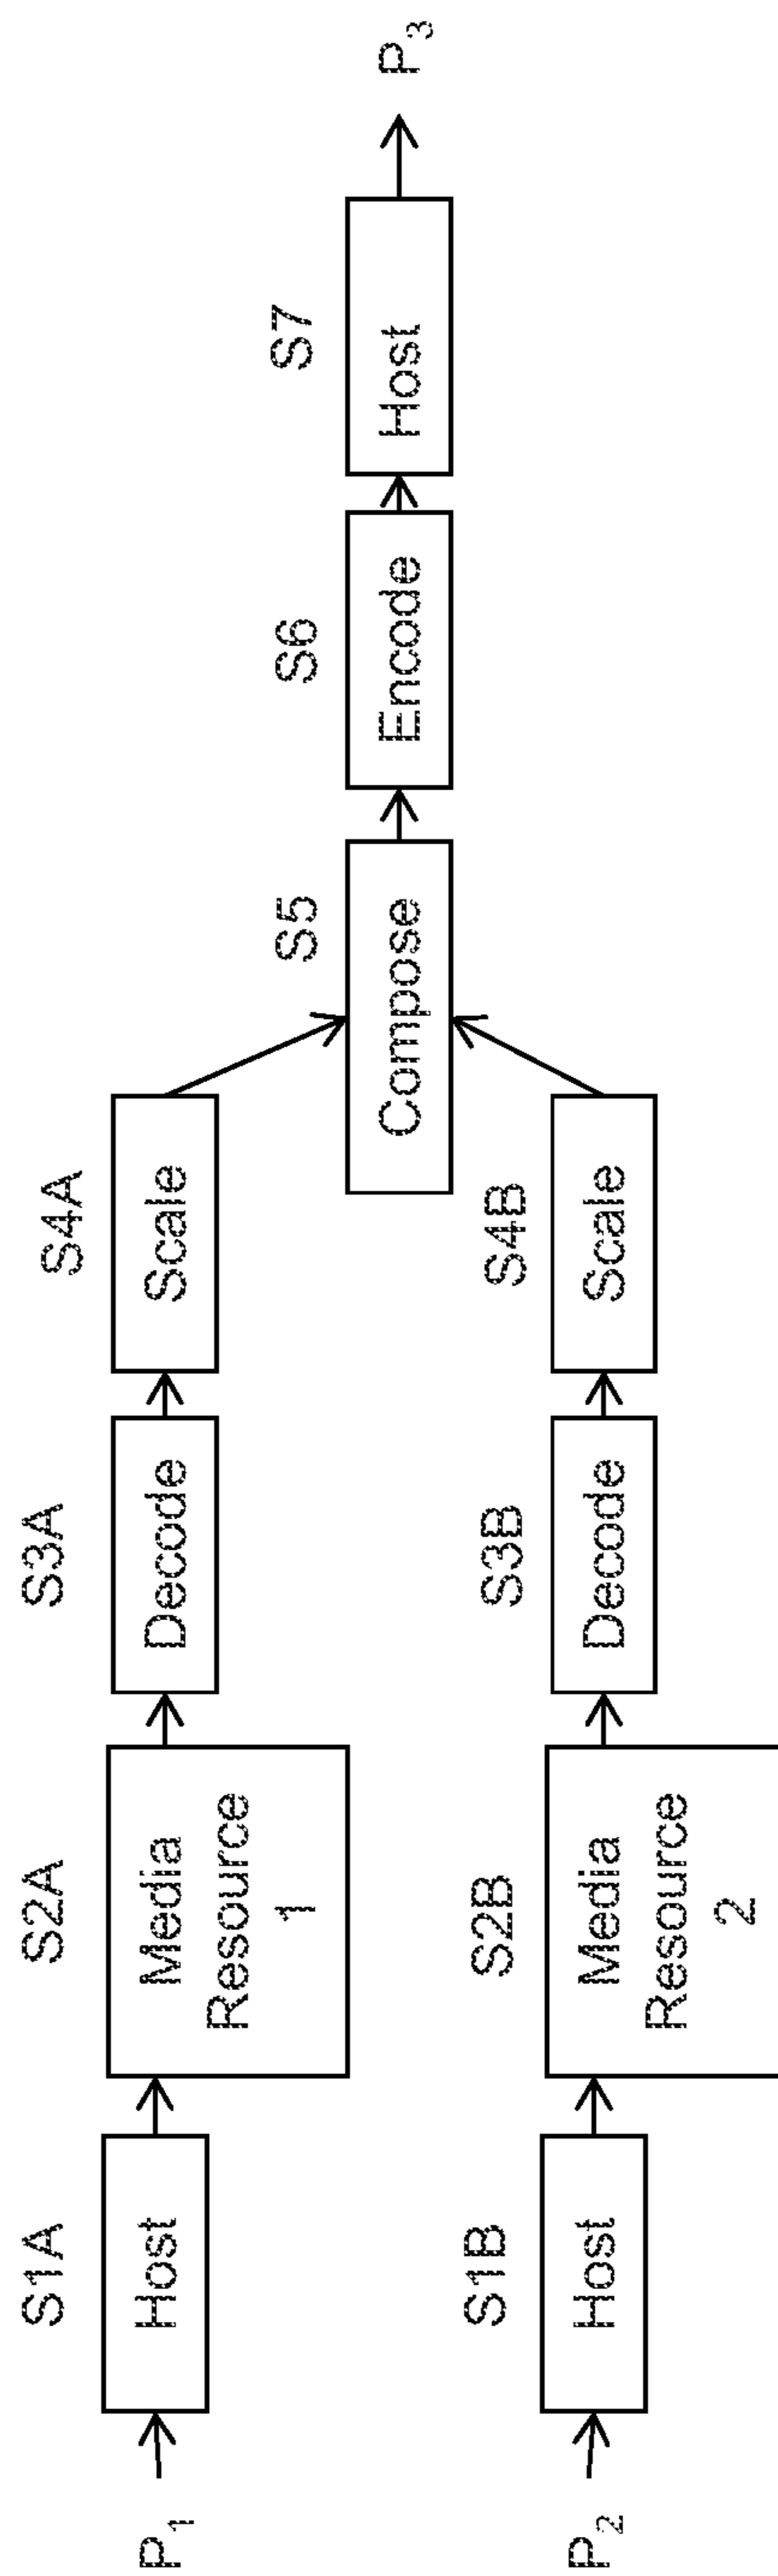 P1
S1A
Host
S2A
Media
Resource
1
S3A
Decode
S4A
Scale
S5
Compose
S6
Encode
S7
Host
P3
P2
S1B
Host
S2B
Media
Resource
2
S3B
Decode
S4B
Scale